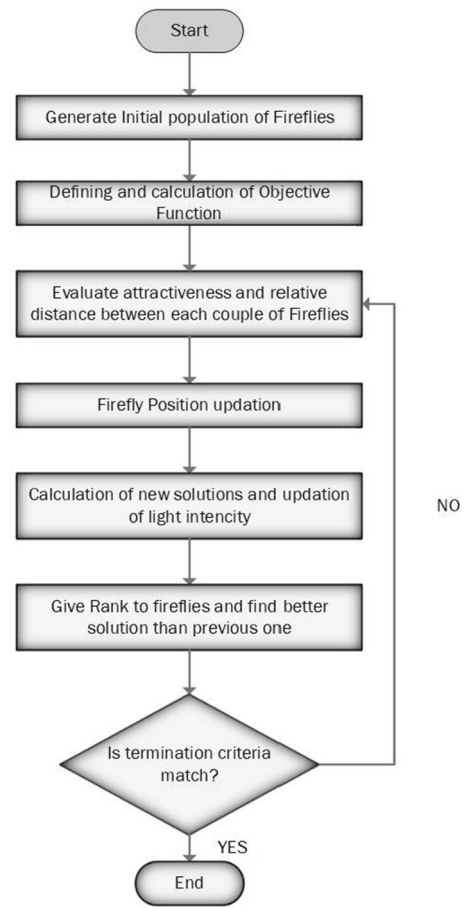 Start
Generate Initial population of Fireflies
Defining and calculation of Objective
Function
Evaluate attractiveness and relative
distance between each couple of Fireflies
Firefly Position updation
Calculation of new solutions and updation
of light intencity
NO
Give Rank to fireflies and find better
solution than previous one
Is termination criteria
match?
YES
End